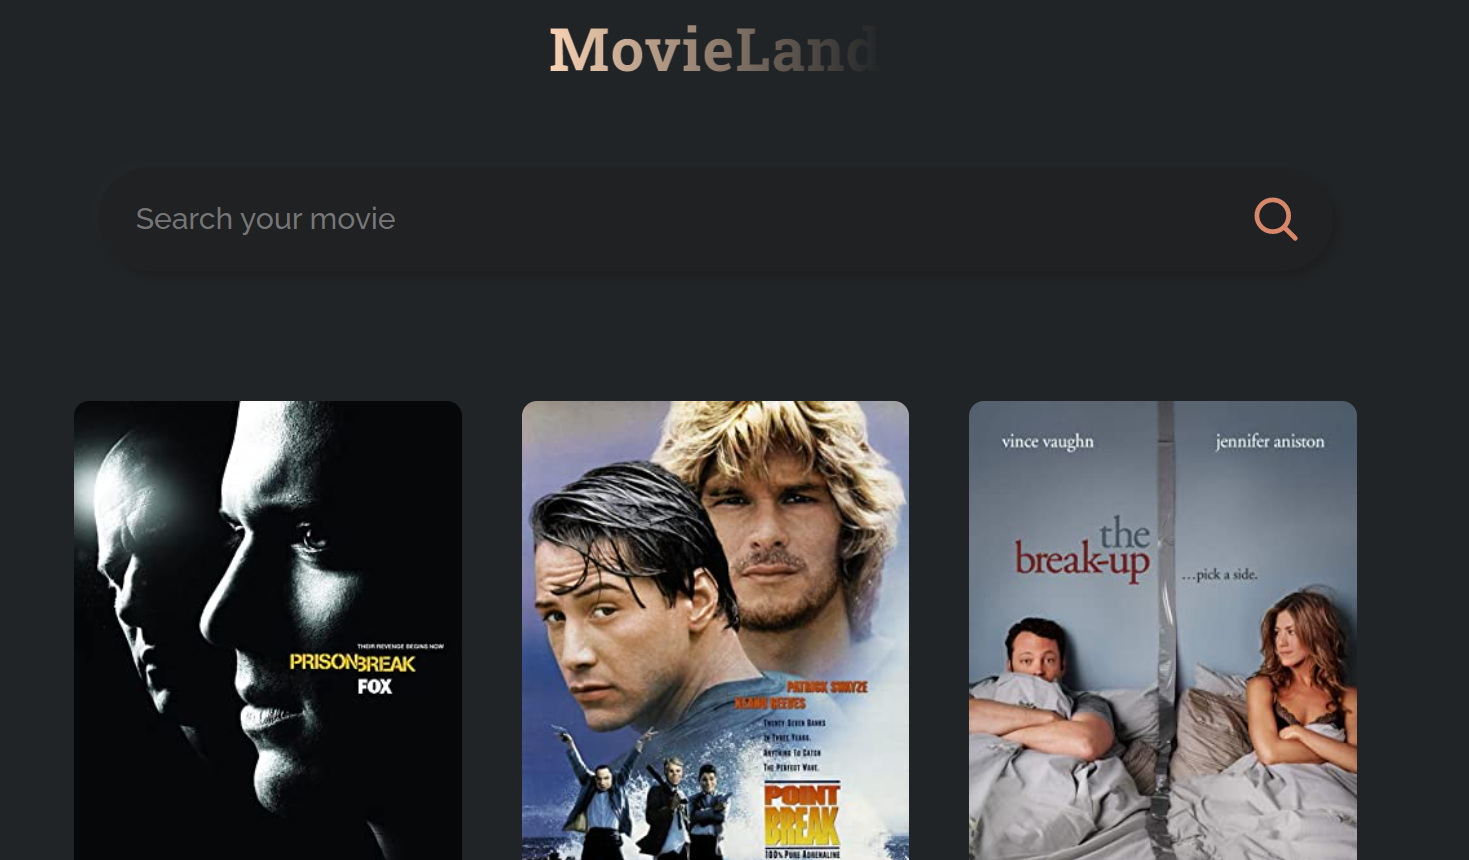 MovieLand
Search your movie
THEIR REVENGE BEGINS NOW
PRISON BREAK
FOX
PATRICK SWAYZE
KEANU REEVES
TWENTY-SEVEN BANKS
IN THREE YEARS.
ANYTHING TO CATCH
THE PERFECT WAVE.
POINT
BREAK
100% PURE ADRENALINE
vince vaughn
jennifer aniston
the
break-up
...pick a side.